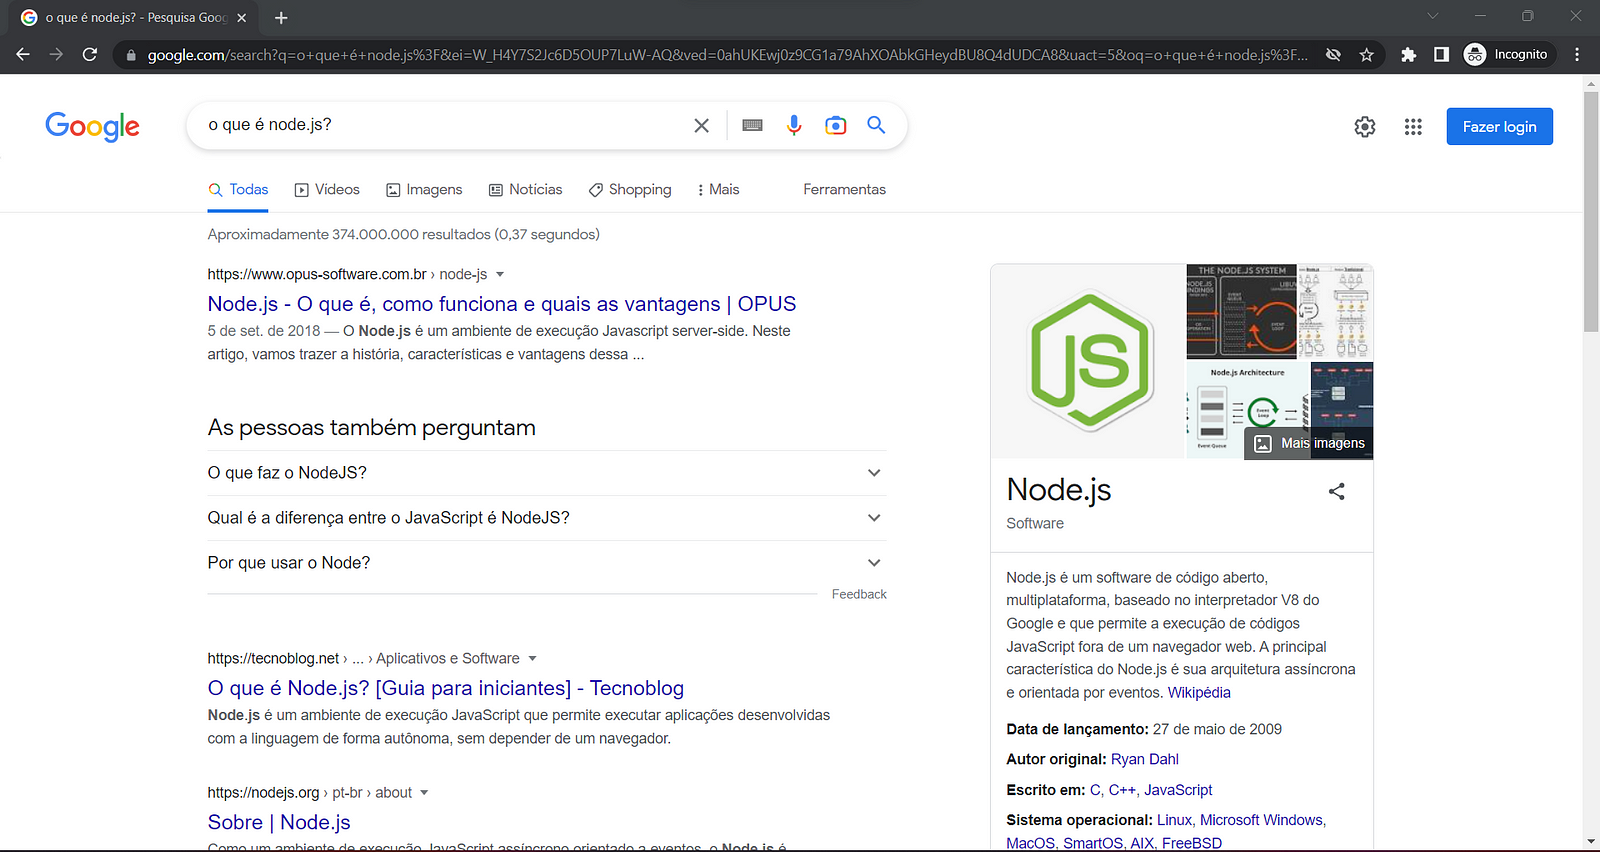 o que é node.js? - Pesquisa Goog
google.com/search?q=o+que+é+node.js%3F&ei=W_H4Y7S2Jc6D5OUP7LuW-AQ&ved=0ahUKEwj0z9CG1a79AhXOAbkGHeydBU8Q4dUDCA8&uact=5&oq=o+que+é+node.js%3F...
Incognito
Google
o que é node.js?
Fazer login
Todas
Vídeos
Imagens
Notícias
Shopping
Mais
Ferramentas
Aproximadamente 374.000.000 resultados (0,37 segundos)
https://www.opus-software.com.br › node-js
Node.js - O que é, como funciona e quais as vantagens | OPUS
5 de set. de 2018 — O Node.js é um ambiente de execução Javascript server-side. Neste
artigo, vamos trazer a história, características e vantagens dessa ...
As pessoas também perguntam
O que faz o NodeJS?
Qual é a diferença entre o JavaScript é NodeJS?
Por que usar o Node?
Feedback
https://tecnoblog.net › ... › Aplicativos e Software
O que é Node.js? [Guia para iniciantes] - Tecnoblog
Node.js é um ambiente de execução JavaScript que permite executar aplicações desenvolvidas
com a linguagem de forma autônoma, sem depender de um navegador.
https://nodejs.org › pt-br › about
Sobre | Node.js
Como um ambiente de execução JavaScript assíncrono orientado a eventos, o Node.js é
JS
THE NODE.JS SYSTEM
Node.js Architecture
Event Loop
Event Queue
Mais imagens
Node.js
Software
Node.js é um software de código aberto,
multiplataforma, baseado no interpretador V8 do
Google e que permite a execução de códigos
JavaScript fora de um navegador web. A principal
característica do Node.js é sua arquitetura assíncrona
e orientada por eventos. Wikipédia
Data de lançamento: 27 de maio de 2009
Autor original: Ryan Dahl
Escrito em: C, C++, JavaScript
Sistema operacional: Linux, Microsoft Windows,
MacOS, SmartOS, AIX, FreeBSD